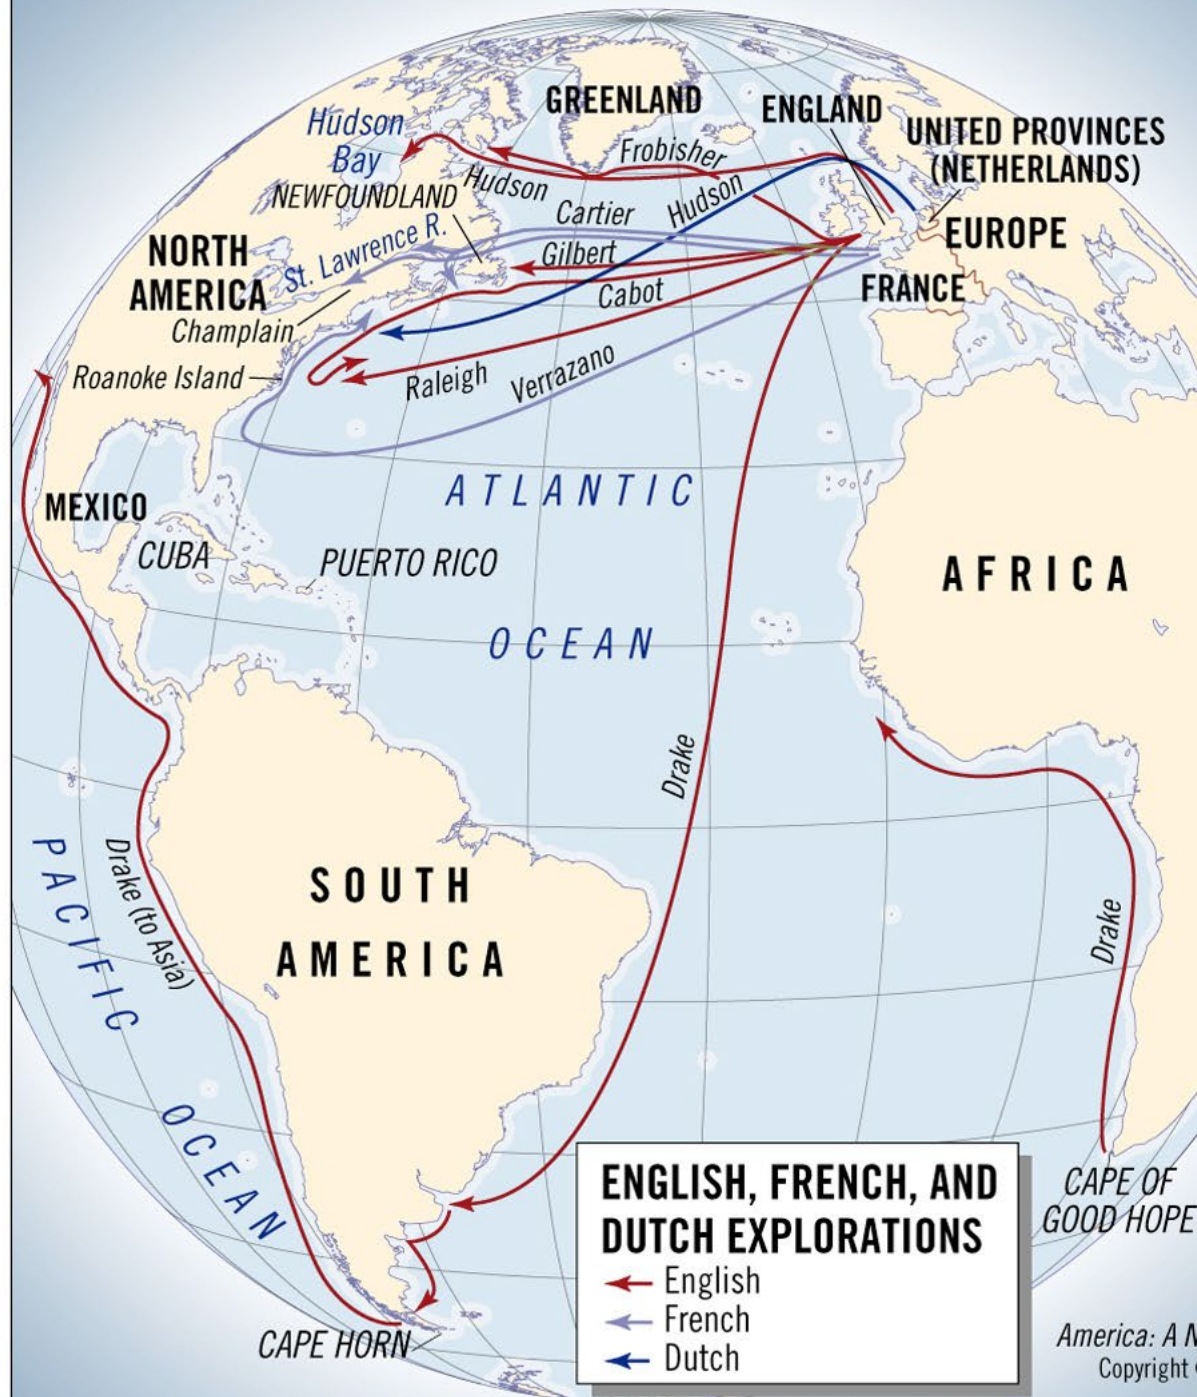 GREENLAND
ENGLAND
Hudson
Bay
UNITED PROVINCES
(NETHERLANDS)
Frobisher
Hudson
NEWFOUNDLAND
Hudson
Cartier
St. Lawrence R.
NORTH
AMERICA
EUROPE
Gilbert
Cabot
FRANCE
Champlain
Roanoke Island
Raleigh
Verrazano
ATLANTIC
MEXICO
CUBA
PUERTO RICO
AFRICA
OCEAN
Drake
Drake (to Asia)
PACIFIC
SOUTH
AMERICA
Drake
OCEAN
ENGLISH, FRENCH, AND
DUTCH EXPLORATIONS
English
French
Dutch
CAPE OF
GOOD HOPE
CAPE HORN
America: A N
Copyright